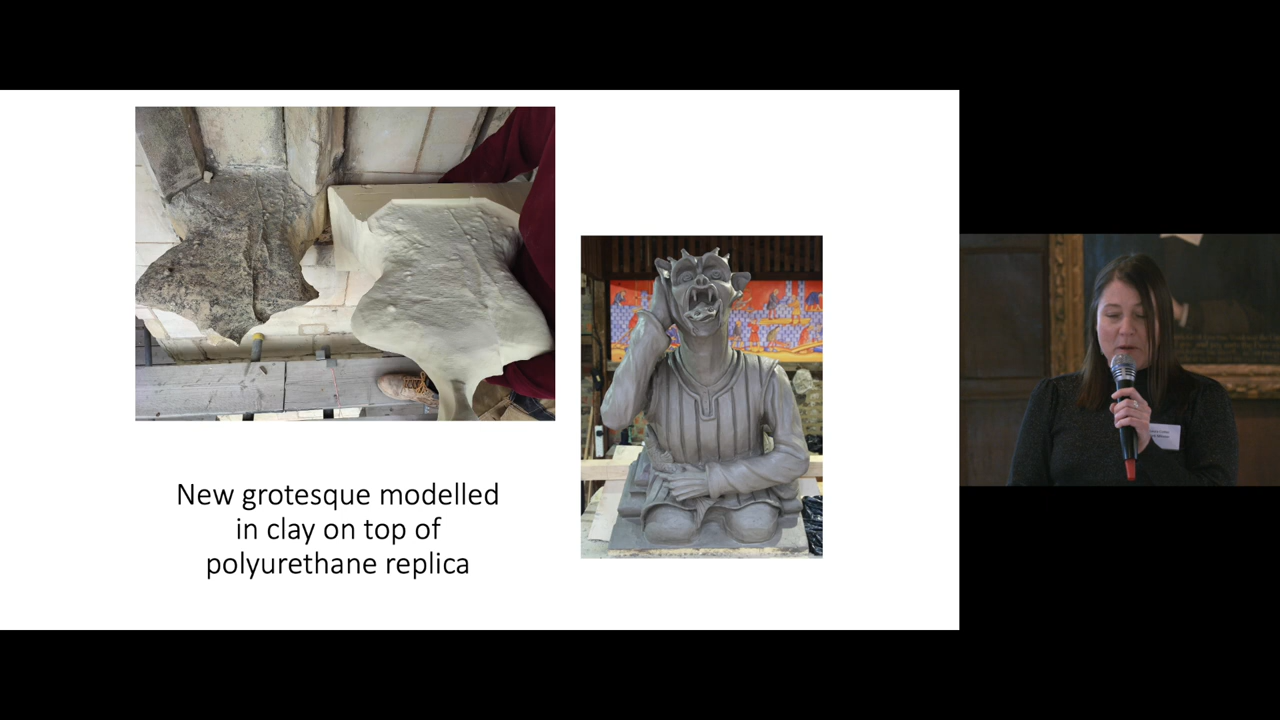 New grotesque modelled
in clay on top of
polyurethane replica